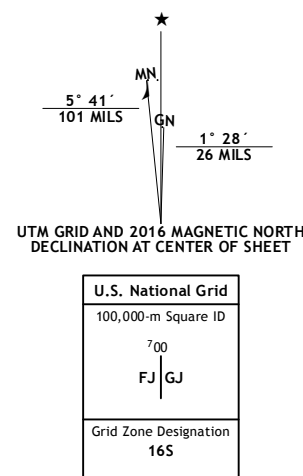 ★
MN.
5° 41´
101 MILS
GN
1° 28´
26 MILS
UTM GRID AND 2016 MAGNETIC NORTH
DECLINATION AT CENTER OF SHEET
U.S. National Grid
100,000-m Square ID
⁷00
FJ GJ
Grid Zone Designation
16S